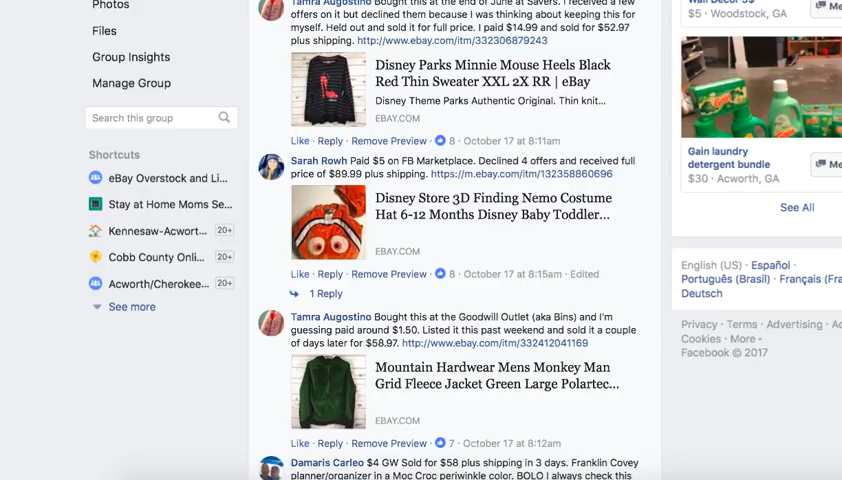 Photos
Files
Group Insights
Manage Group
Search this group
Shortcuts
eBay Overstock and Li...
Stay at Home Moms Se...
Kennesaw-Acwort... 20+
Cobb County Onli... 20+
Acworth/Cherokee... 20+
See more
Tamra Augostino Bought this at the end of June at Savers. I received a few
offers on it but declined them because I was thinking about keeping this for
myself. Held out and sold it for full price. I paid $14.99 and sold for $52.97
plus shipping. http://www.ebay.com/itm/332306879243
Disney Parks Minnie Mouse Heels Black
Red Thin Sweater XXL 2X RR | eBay
Disney Theme Parks Authentic Original. Thin knit...
EBAY.COM
Like · Reply · Remove Preview · 8 · October 17 at 8:11am
Sarah Rowh Paid $5 on FB Marketplace. Declined 4 offers and received full
price of $89.99 plus shipping. https://m.ebay.com/itm/132358860696
Disney Store 3D Finding Nemo Costume
Hat 6-12 Months Disney Baby Toddler...
EBAY.COM
Like · Reply · Remove Preview · 8 · October 17 at 8:15am · Edited
1 Reply
Tamra Augostino Bought this at the Goodwill Outlet (aka Bins) and I'm
guessing paid around $1.50. Listed it this past weekend and sold it a couple
of days later for $58.97. http://www.ebay.com/itm/332412041169
Mountain Hardwear Mens Monkey Man
Grid Fleece Jacket Green Large Polartec...
EBAY.COM
Like · Reply · Remove Preview · 7 · October 17 at 8:12am
Damaris Carleo $4 GW Sold for $58 plus shipping in 3 days. Franklin Covey
planner/organizer in a Moc Croc periwinkle color. BOLO I always check this
$5 · Woodstock, GA
Me
Gain laundry
detergent bundle
$30 · Acworth, GA
Me
See All
English (US) · Español ·
Português (Brasil) · Français (Fra
Deutsch
Privacy · Terms · Advertising · Ad
Cookies · More ·
Facebook © 2017